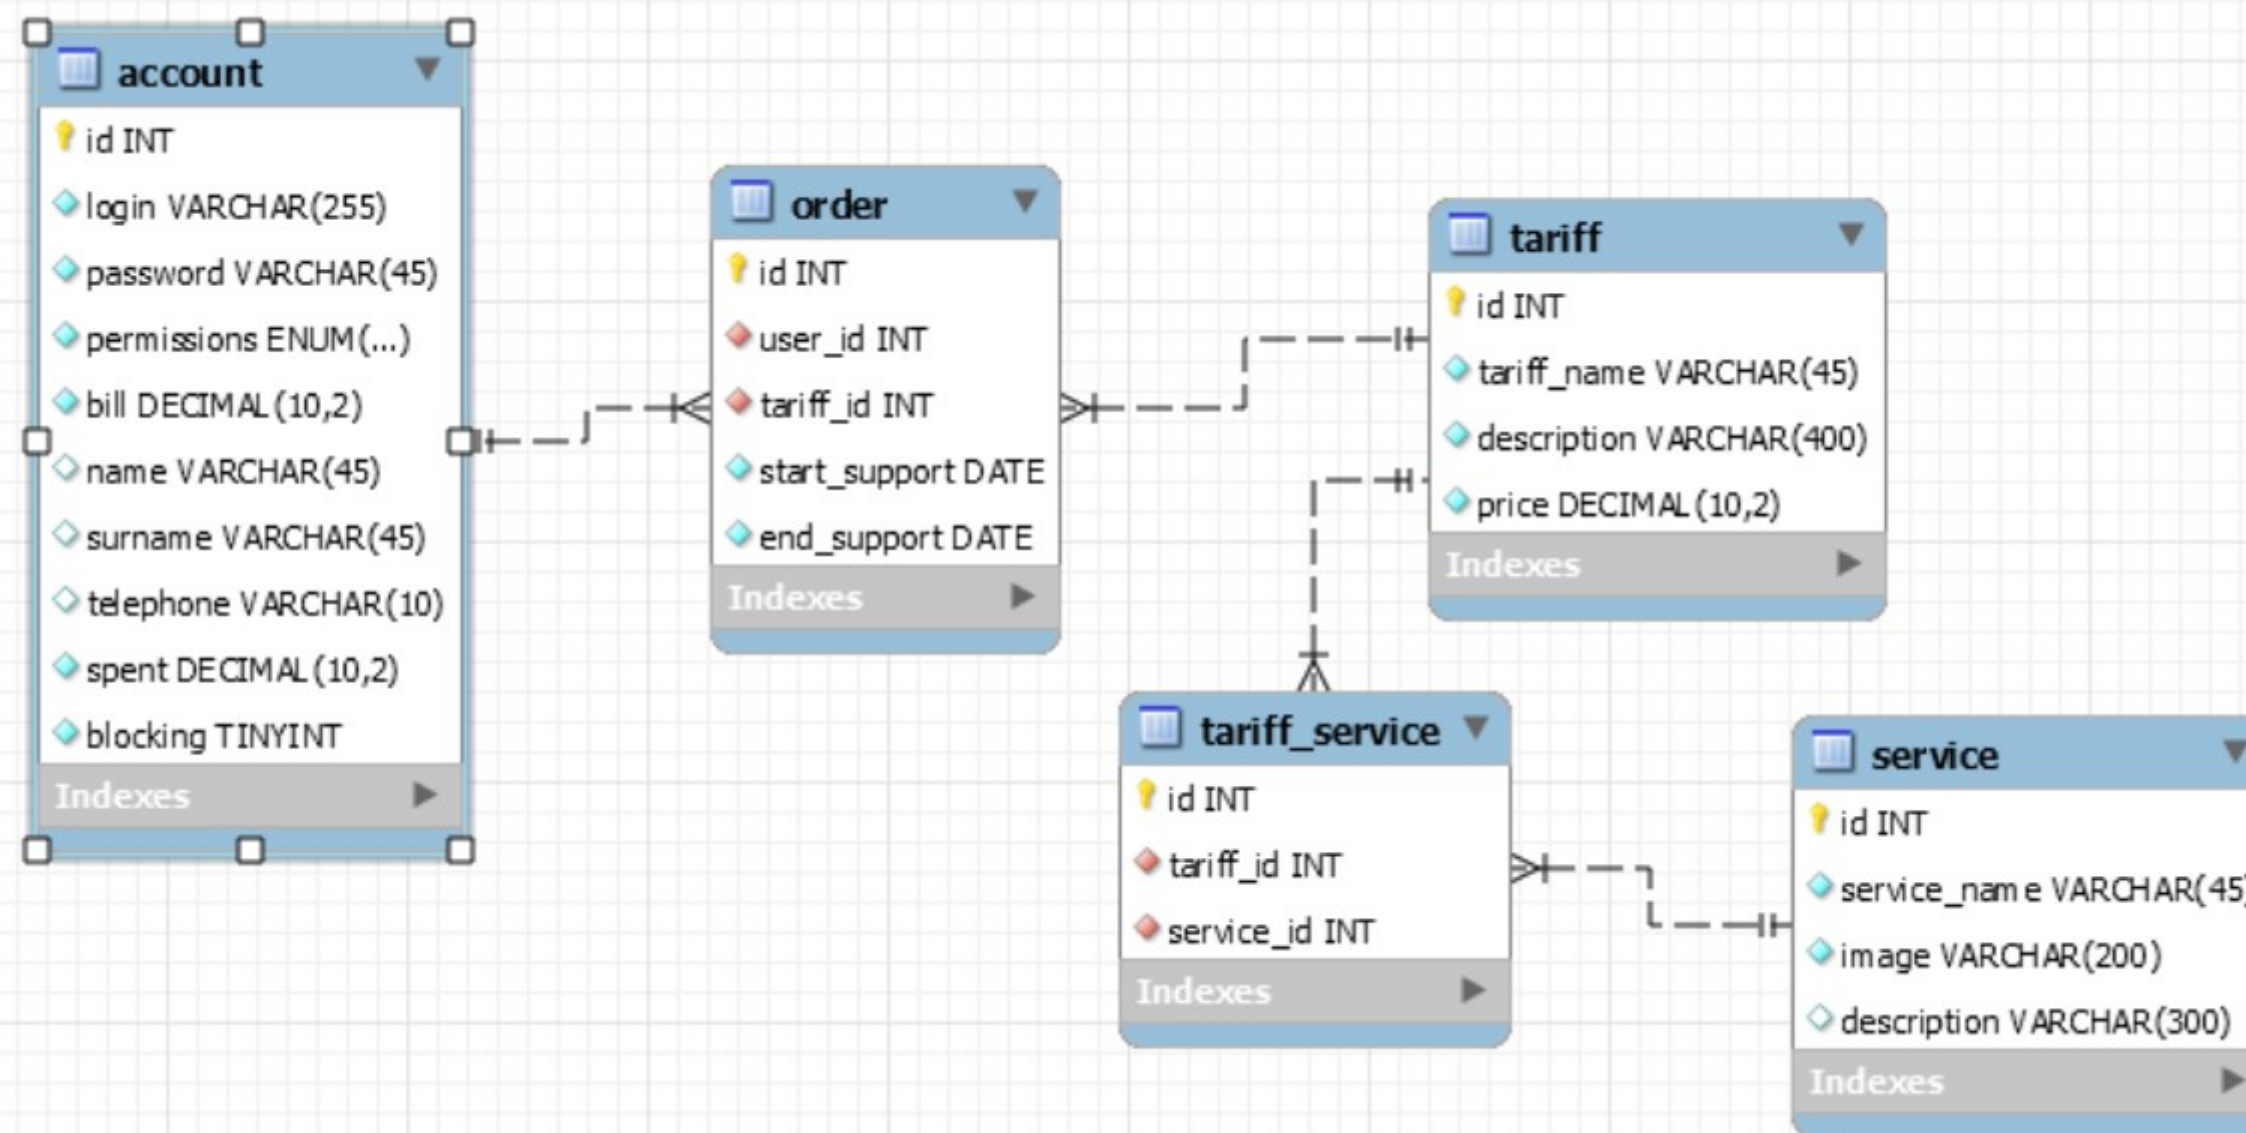 account
id INT
login VARCHAR(255)
password VARCHAR(45)
permissions ENUM(...)
bill DECIMAL(10,2)
name VARCHAR(45)
surname VARCHAR(45)
telephone VARCHAR(10)
spent DECIMAL(10,2)
blocking TINYINT
Indexes
order
id INT
user_id INT
tariff_id INT
start_support DATE
end_support DATE
Indexes
tariff
id INT
tariff_name VARCHAR(45)
description VARCHAR(400)
price DECIMAL(10,2)
Indexes
tariff_service
id INT
tariff_id INT
service_id INT
Indexes
service
id INT
service_name VARCHAR(45)
image VARCHAR(200)
description VARCHAR(300)
Indexes